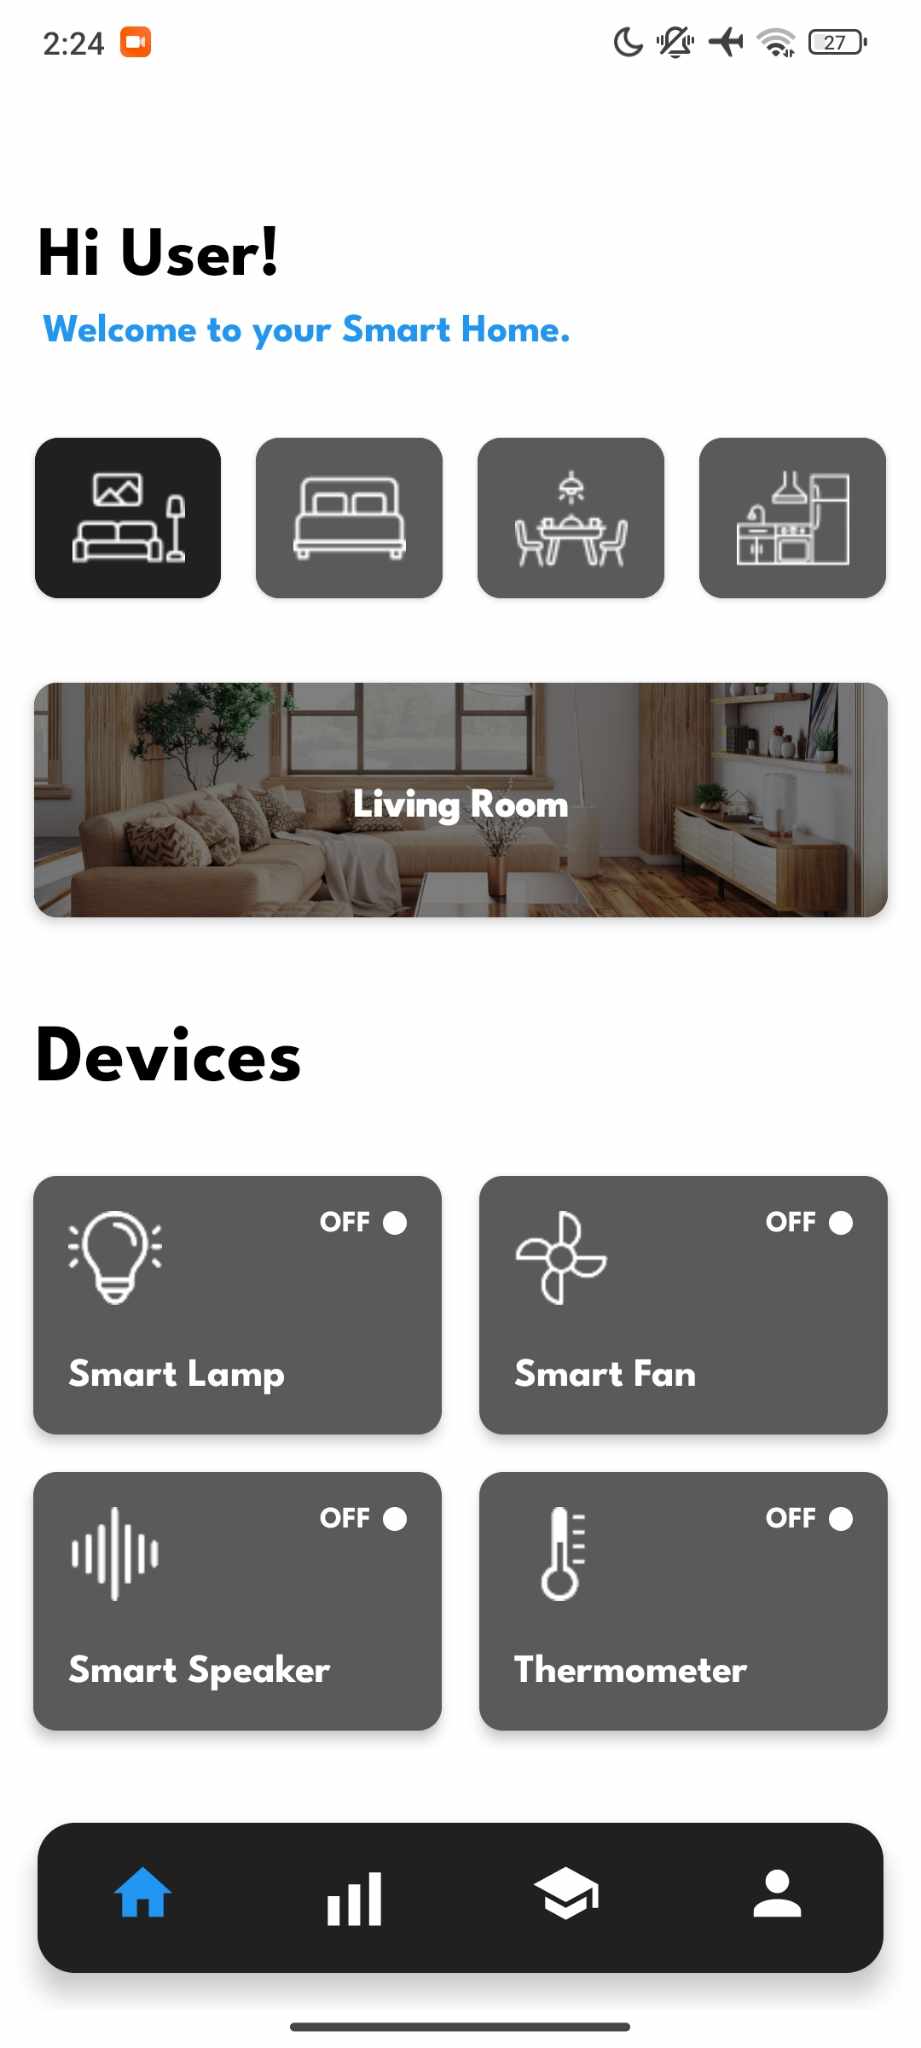 2:24
27
Hi User!
Welcome to your Smart Home.
Living Room
Devices
OFF
OFF
Smart Lamp
Smart Fan
OFF
OFF
Smart Speaker
Thermometer